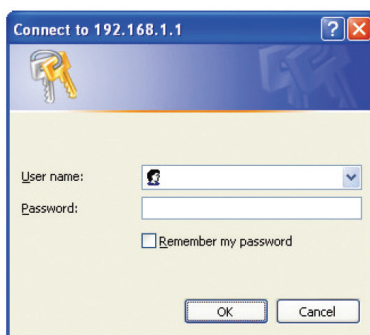 Connect to 192.168.1.1
User name:
Password:
Remember my password
OK
Cancel